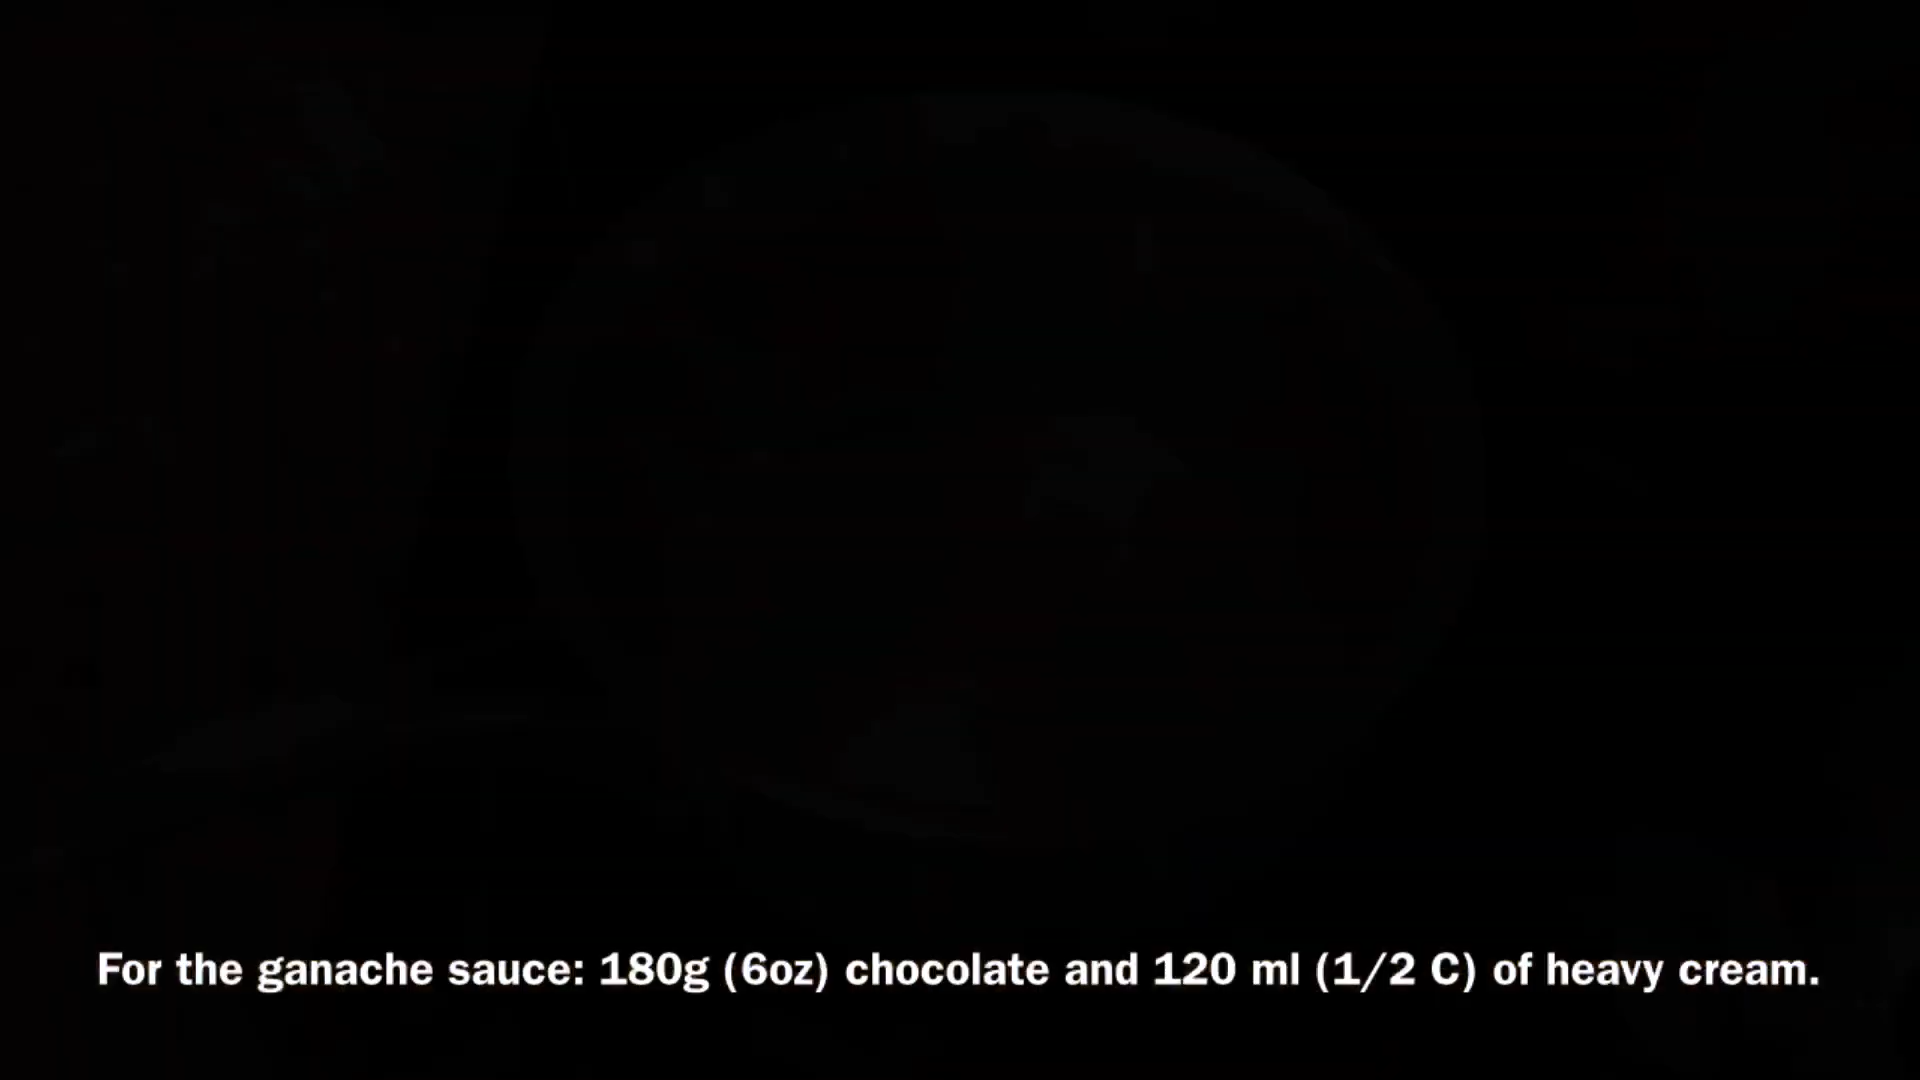 For the ganache sauce: 180g (6oz) chocolate and 120 ml (1/2 C) of heavy cream.